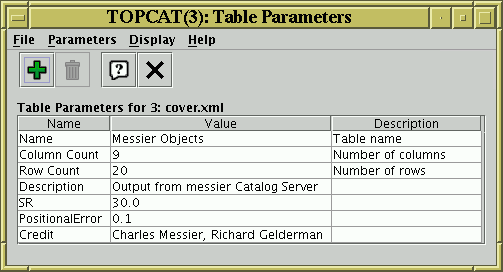 TOPCAT(3): Table Parameters
File Parameters Display Help
Table Parameters for 3: cover.xml
Name Value Description
Name Messier Objects Table name
Column Count 9 Number of columns
Row Count 20 Number of rows
Description Output from messier Catalog Server
SR 30.0
PositionalError 0.1
Credit Charles Messier, Richard Gelderman